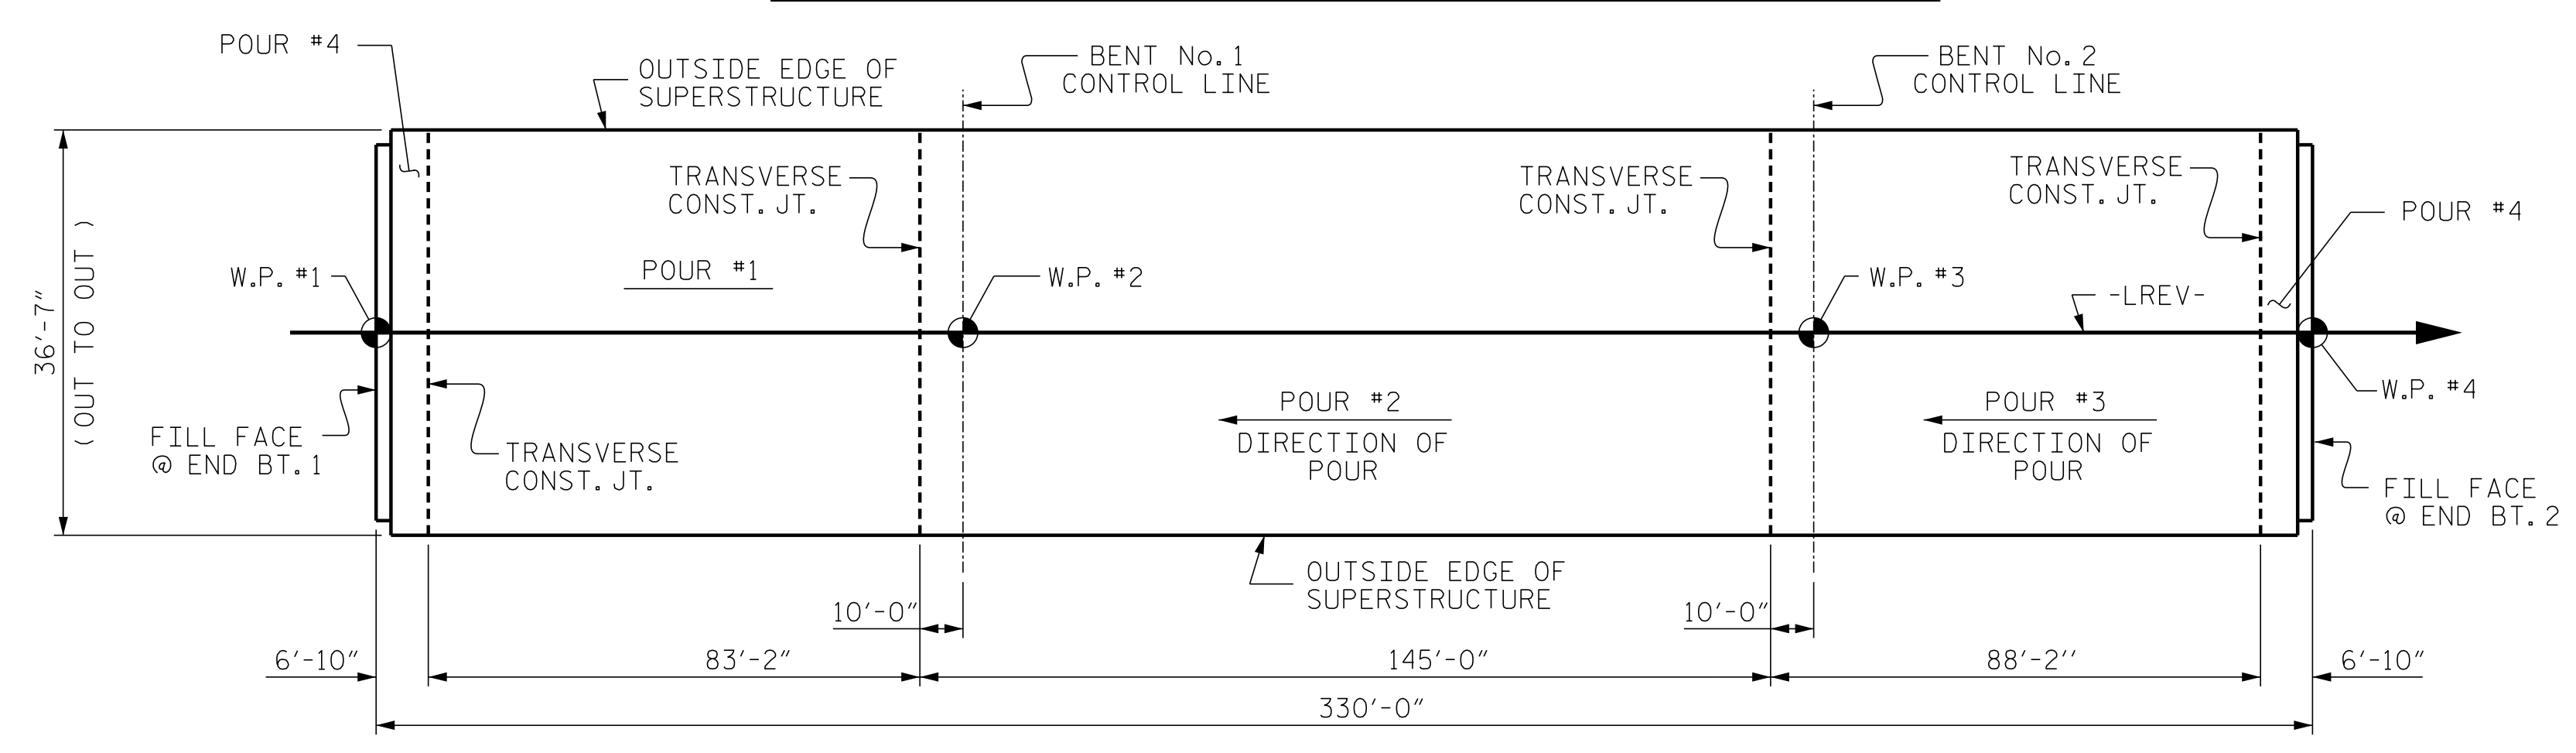 POUR #4
OUTSIDE EDGE OF
SUPERSTRUCTURE
BENT No. 1
CONTROL LINE
BENT No. 2
CONTROL LINE
TRANSVERSE
CONST. JT.
TRANSVERSE
CONST. JT.
TRANSVERSE
CONST. JT.
POUR #4
W.P. #1
POUR #1
W.P. #2
W.P. #3
-LREV-
36'-7"
( OUT TO OUT )
FILL FACE
@ END BT. 1
TRANSVERSE
CONST. JT.
POUR #2
DIRECTION OF
POUR
POUR #3
DIRECTION OF
POUR
W.P. #4
FILL FACE
@ END BT. 2
OUTSIDE EDGE OF
SUPERSTRUCTURE
10'-0"
10'-0"
6'-10"
83'-2"
145'-0"
88'-2''
6'-10"
330'-0"